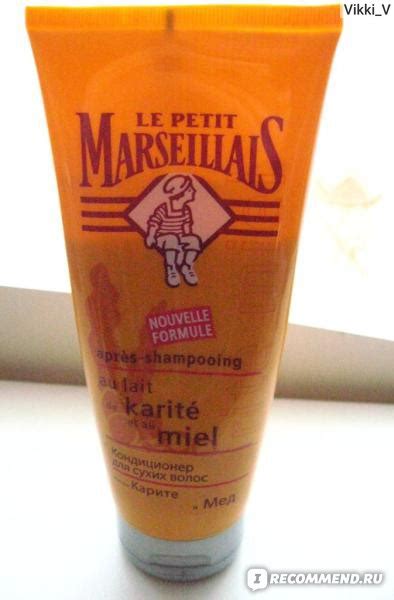 Vikki_V
LE PETIT
MARSEILLAIS
NOUVELLE
FORMULE
après-shampooing
au lait
de karité
et au
miel
Кондиционер
для сухих волос
Карите
и Мед
I RECOMMEND.RU